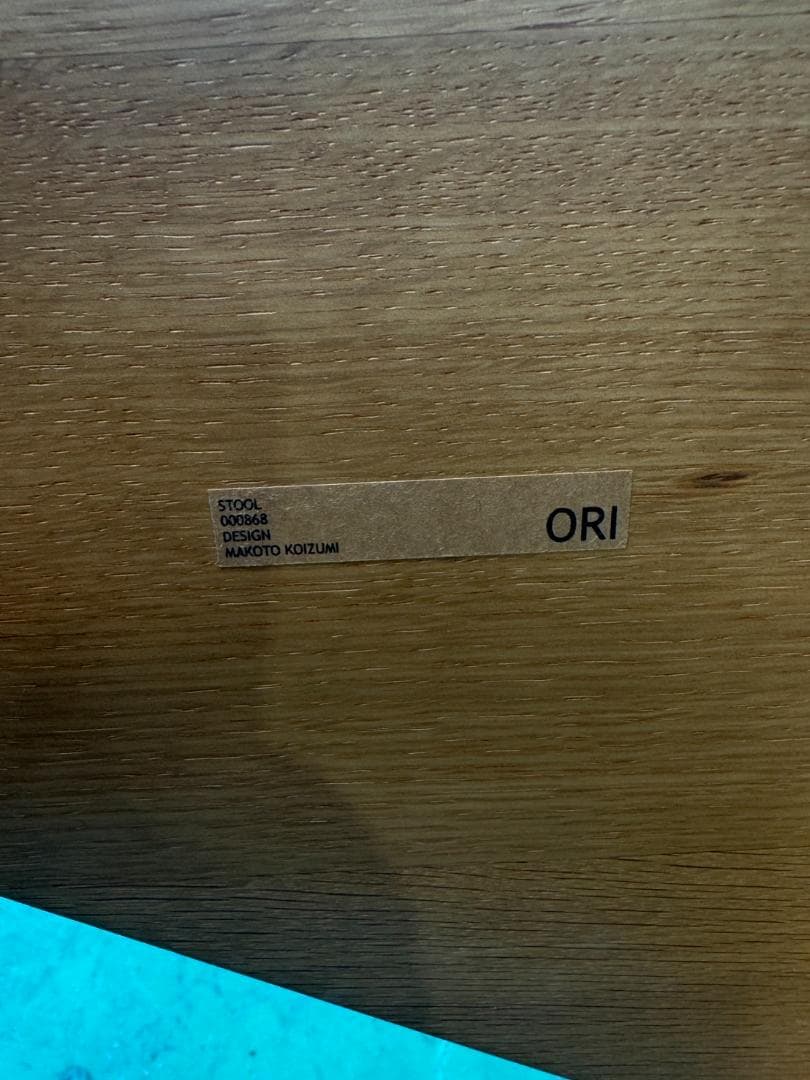 STOOL
000868
DESIGN
MAKOTO KOIZUMI
ORI